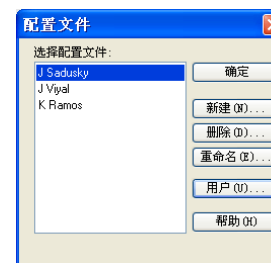 配置文件
选择配置文件:
J Sadusky
J Viyal
K Ramos
确定
新建(N)...
删除(D)...
重命名(E)...
用户(U)...
帮助(H)